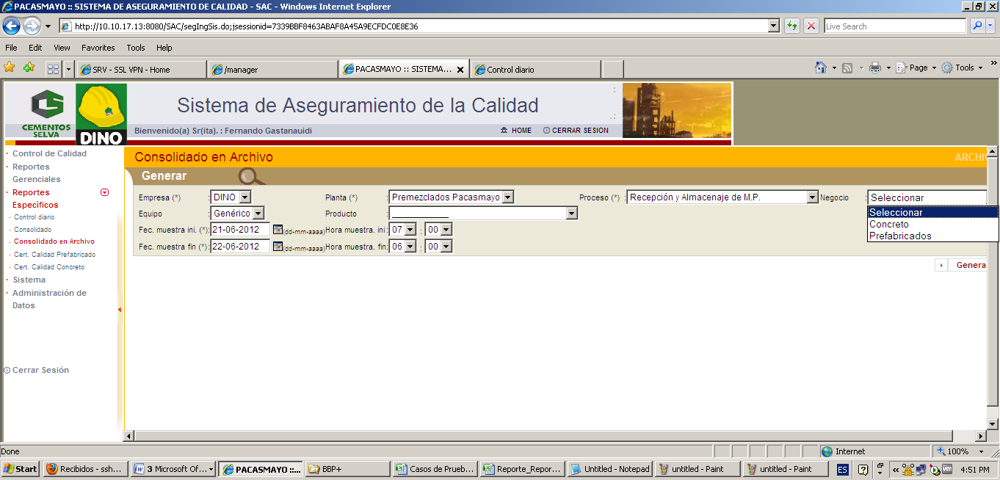 PACASMAYO :: SISTEMA DE ASEGURAMIENTO DE CALIDAD - SAC - Windows Internet Explorer
http://10.10.17.13:8080/SAC/segIngSis.do;jsessionid=7339BBF8463ABAF8A45A9ECFDC0E8E36
Live Search
File Edit View Favorites Tools Help
SRV - SSL VPN - Home /manager PACASMAYO :: SISTEMA... Control diario Page Tools »
CEMENTOS SELVA
DINO
Sistema de Aseguramiento de la Calidad
Bienvenido(a) Sr(ita). : Fernando Gastanauidi HOME CERRAR SESION
· Control de Calidad
· Reportes
Gerenciales
· Reportes
Específicos
· Control diario
· Consolidado
· Consolidado en Archivo
· Cert. Calidad Prefabricado
· Cert. Calidad Concreto
· Sistema
· Administración de
Datos
Cerrar Sesión
Consolidado en Archivo ARCHIV
Generar
Empresa (*) : DINO Planta (*) : Premezclados Pacasmayo Proceso (*) : Recepción y Almacenaje de M.P. Negocio : Seleccionar
Seleccionar
Concreto
Prefabricados
Equipo : Genérico Producto :
Fec. muestra ini. (*): 21-06-2012 (dd-mm-aaaa) Hora muestra. ini: 07 : 00
Fec. muestra fin (*): 22-06-2012 (dd-mm-aaaa) Hora muestra. fin: 06 : 00
Genera
Done Internet 100%
Start Recibidos - ssh... 3 Microsoft Of... PACASMAYO ::... BBP+ Casos de Prueb... Reporte_Repor... Untitled - Notepad untitled - Paint untitled - Paint ES « 4:51 PM